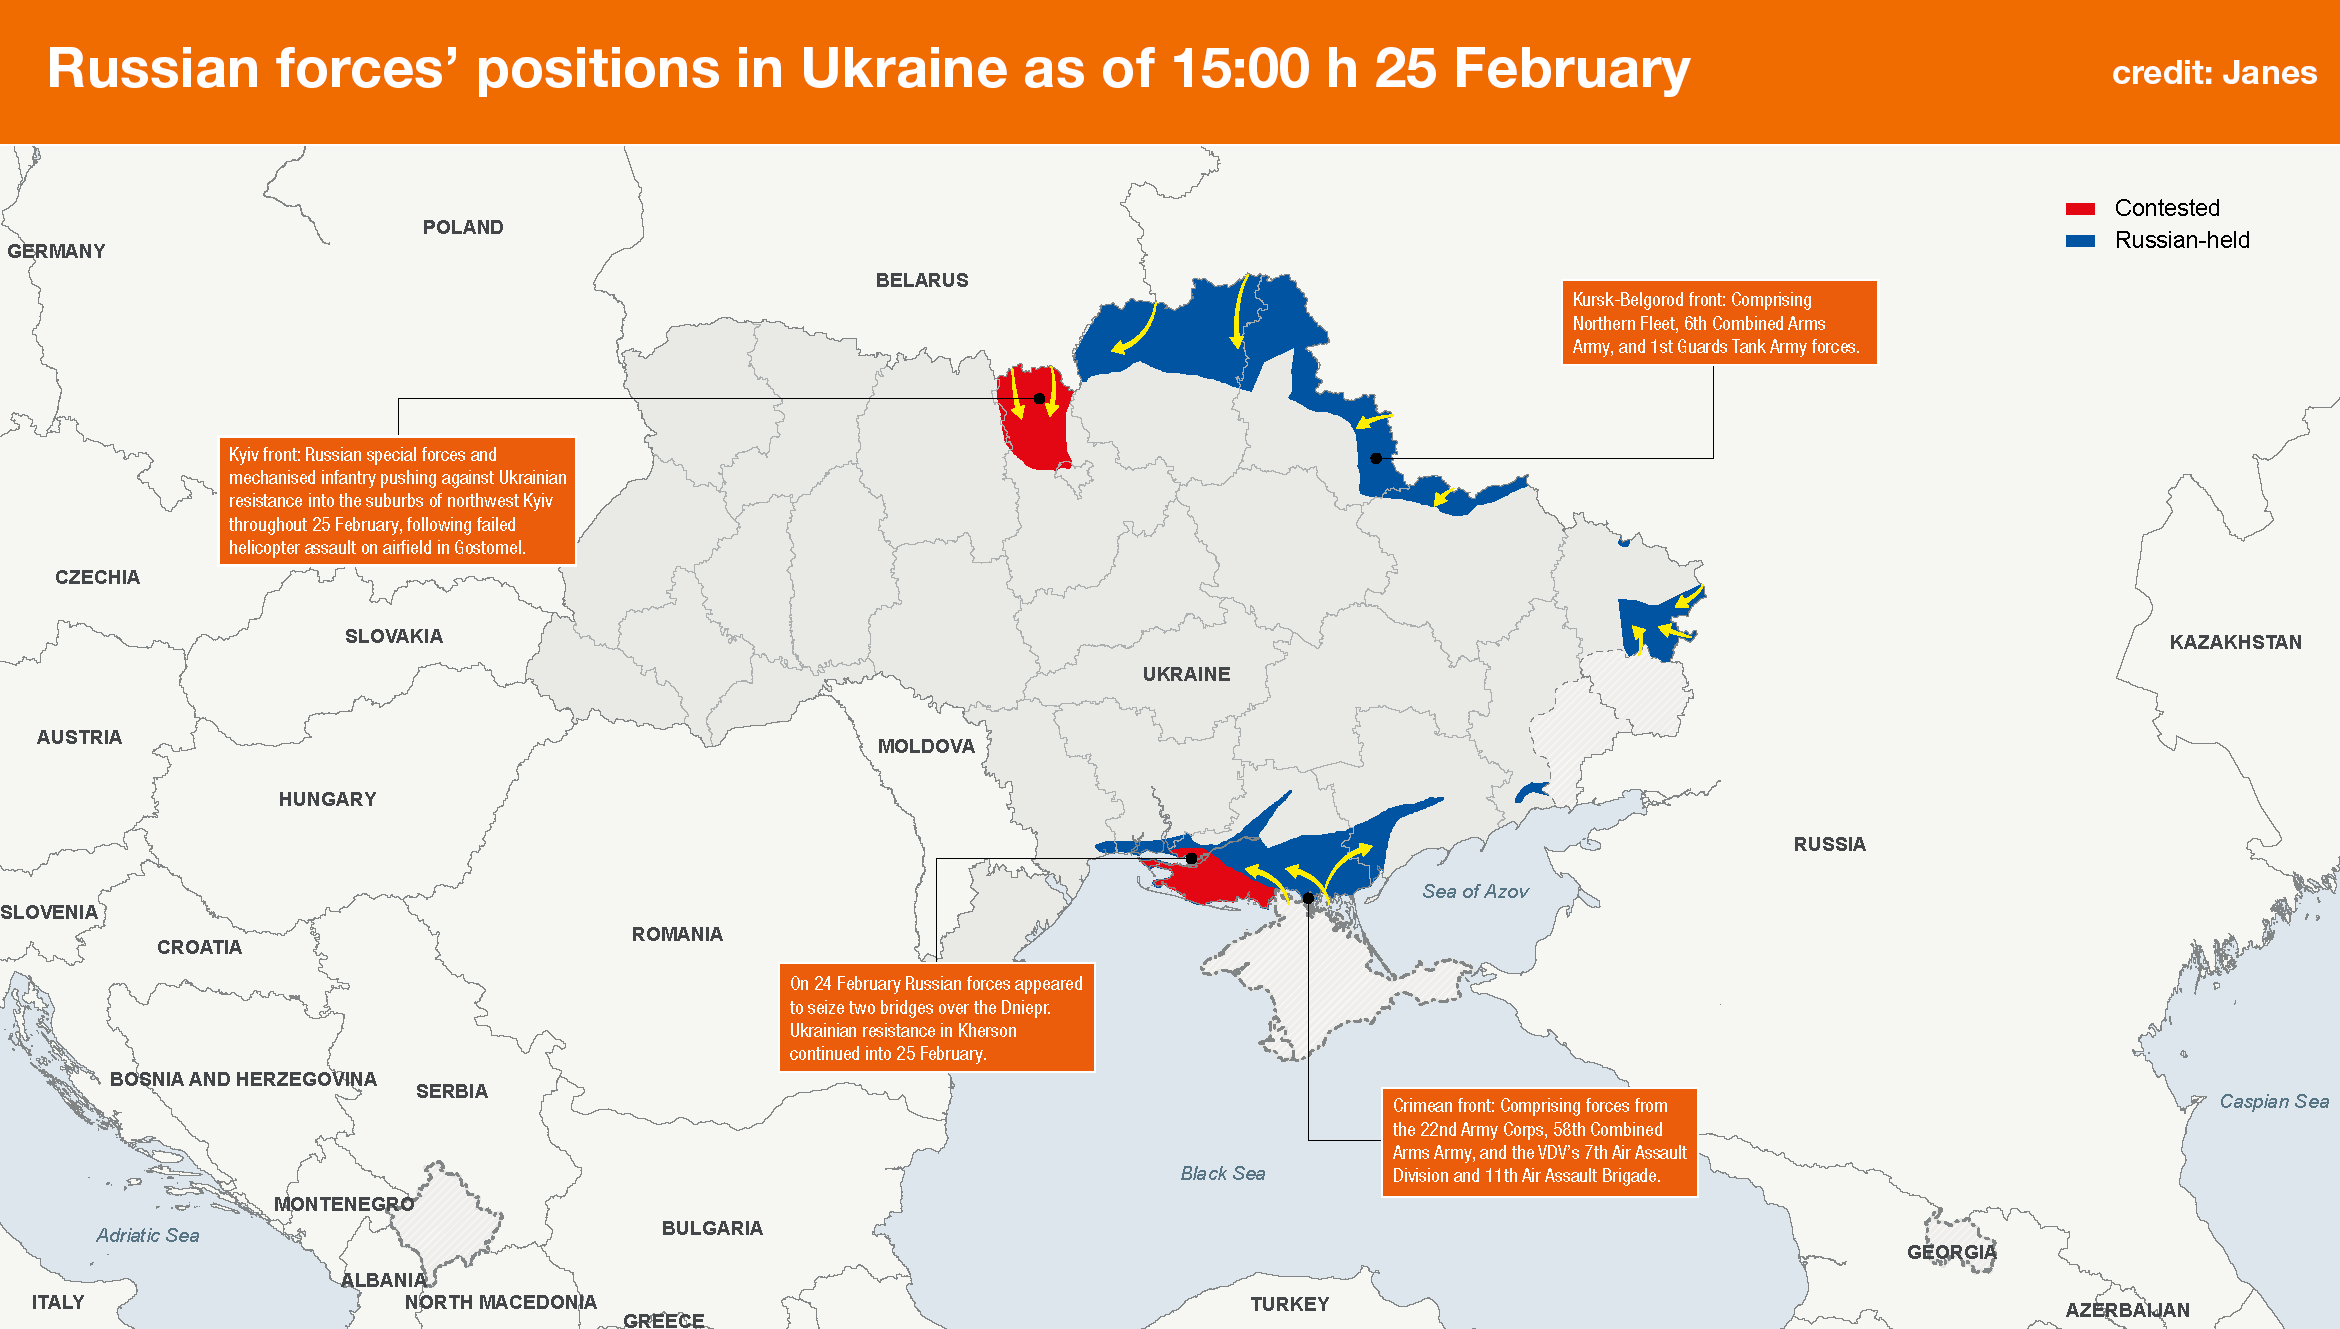 Russian forces’ positions in Ukraine as of 15:00 h 25 February
credit: Janes
Contested
Russian-held
POLAND
GERMANY
BELARUS
Kursk-Belgorod front: Comprising
Northern Fleet, 6th Combined Arms
Army, and 1st Guards Tank Army forces.
Kyiv front: Russian special forces and
mechanised infantry pushing against Ukrainian
resistance into the suburbs of northwest Kyiv
throughout 25 February, following failed
helicopter assault on airfield in Gostomel.
CZECHIA
SLOVAKIA
KAZAKHSTAN
UKRAINE
AUSTRIA
MOLDOVA
HUNGARY
RUSSIA
Sea of Azov
SLOVENIA
CROATIA
ROMANIA
On 24 February Russian forces appeared
to seize two bridges over the Dniepr.
Ukrainian resistance in Kherson
continued into 25 February.
BOSNIA AND HERZEGOVINA
SERBIA
Caspian Sea
Crimean front: Comprising forces from
the 22nd Army Corps, 58th Combined
Arms Army, and the VDV’s 7th Air Assault
Division and 11th Air Assault Brigade.
Black Sea
MONTENEGRO
BULGARIA
Adriatic Sea
GEORGIA
ALBANIA
ITALY
NORTH MACEDONIA
TURKEY
AZERBAIJAN
GREECE